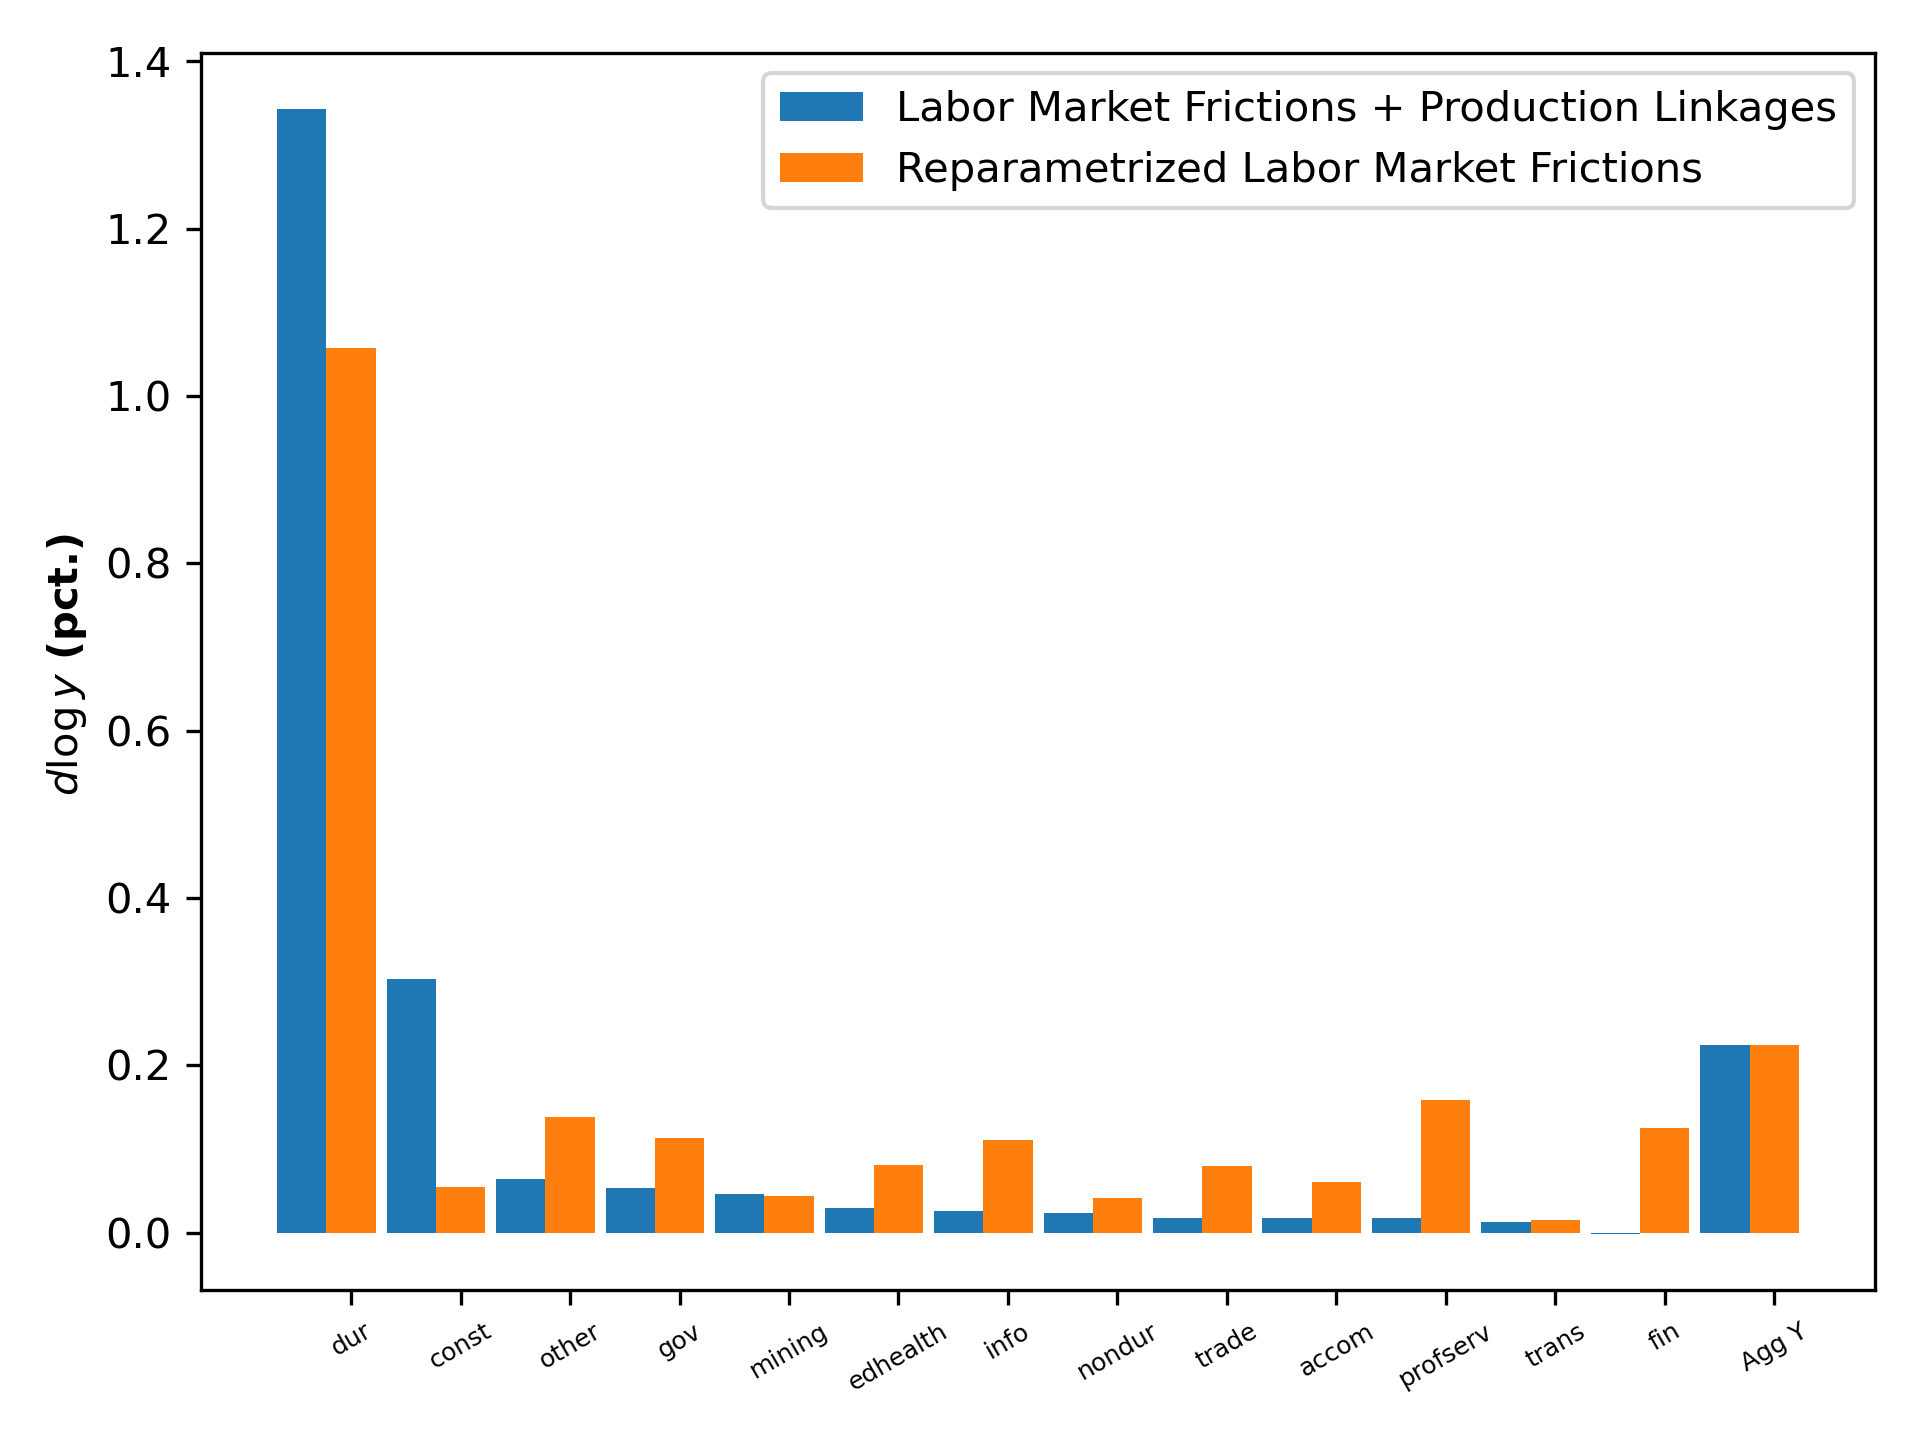 1.4
1.2
1.0
0.8
0.6
0.4
0.2
0.0
dlog y (pct.)
Labor Market Frictions + Production Linkages
Reparametrized Labor Market Frictions
dur const other gov mining edhealth info nondur trade accom profserv trans fin Agg Y